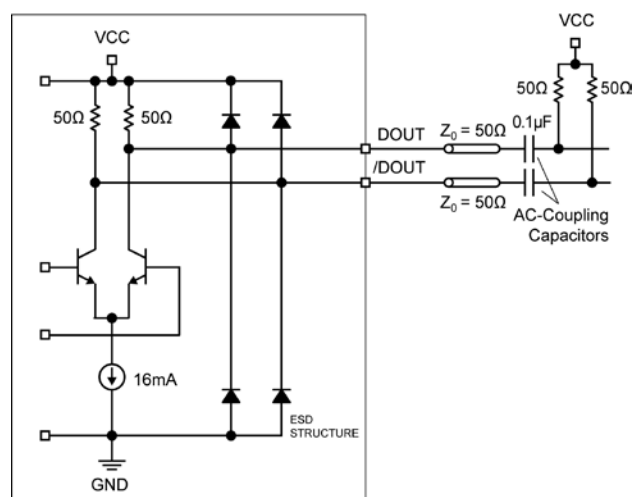 VCC
VCC
50Ω
50Ω
50Ω
50Ω
DOUT
Z0 = 50Ω
0.1µF
/DOUT
Z0 = 50Ω
AC-Coupling
Capacitors
16mA
ESD
STRUCTURE
GND